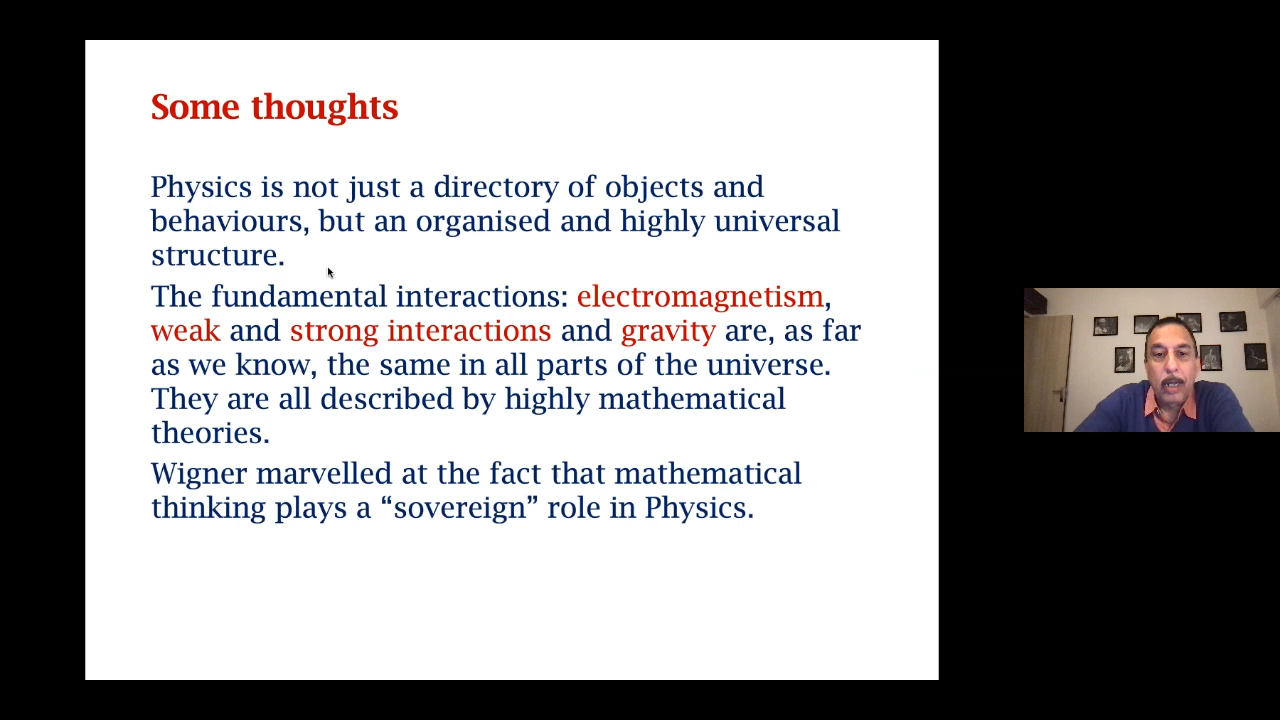 Some thoughts
Physics is not just a directory of objects and
behaviours, but an organised and highly universal
structure.
The fundamental interactions: electromagnetism,
weak and strong interactions and gravity are, as far
as we know, the same in all parts of the universe.
They are all described by highly mathematical
theories.
Wigner marvelled at the fact that mathematical
thinking plays a “sovereign” role in Physics.